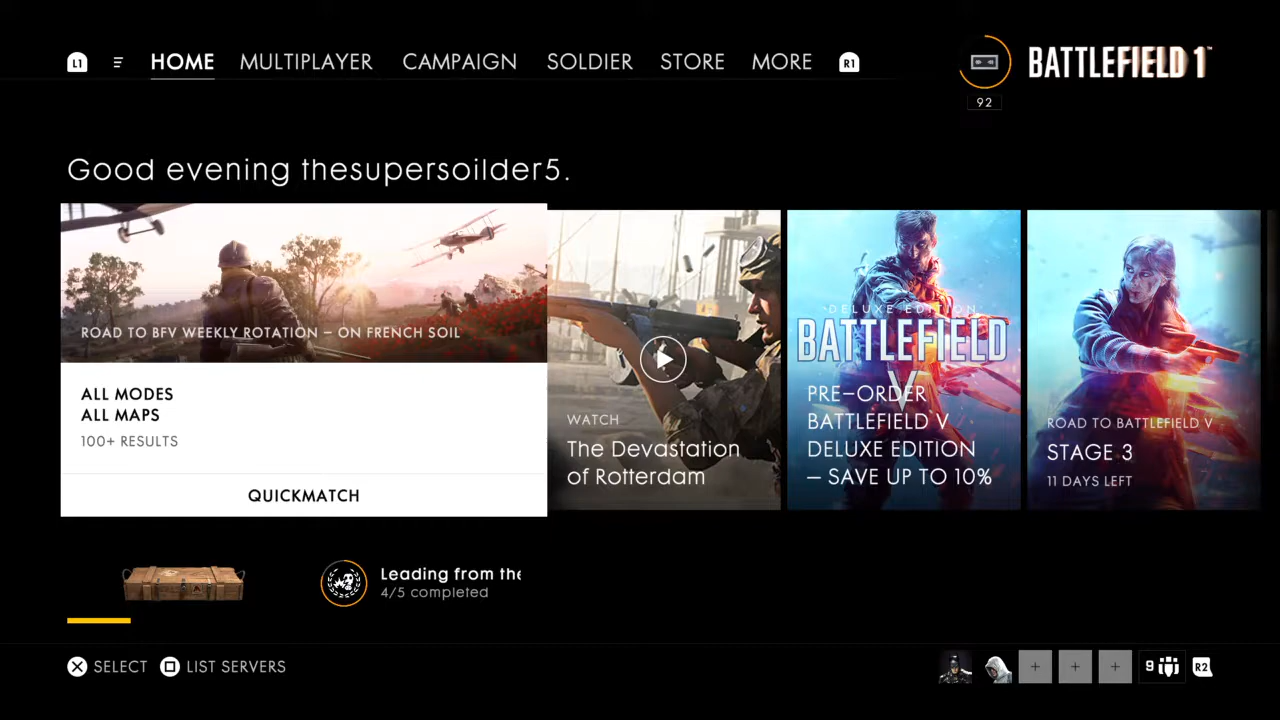 L1 HOME MULTIPLAYER CAMPAIGN SOLDIER STORE MORE R1
92
BATTLEFIELD 1™
Good evening thesupersoilder5.
ROAD TO BFV WEEKLY ROTATION – ON FRENCH SOIL
ALL MODES
ALL MAPS
100+ RESULTS
QUICKMATCH
WATCH
The Devastation
of Rotterdam
DELUXE EDITION
BATTLEFIELD
V
PRE–ORDER
BATTLEFIELD V
DELUXE EDITION
– SAVE UP TO 10%
ROAD TO BATTLEFIELD V
STAGE 3
11 DAYS LEFT
Leading from the
4/5 completed
SELECT LIST SERVERS
9 R2